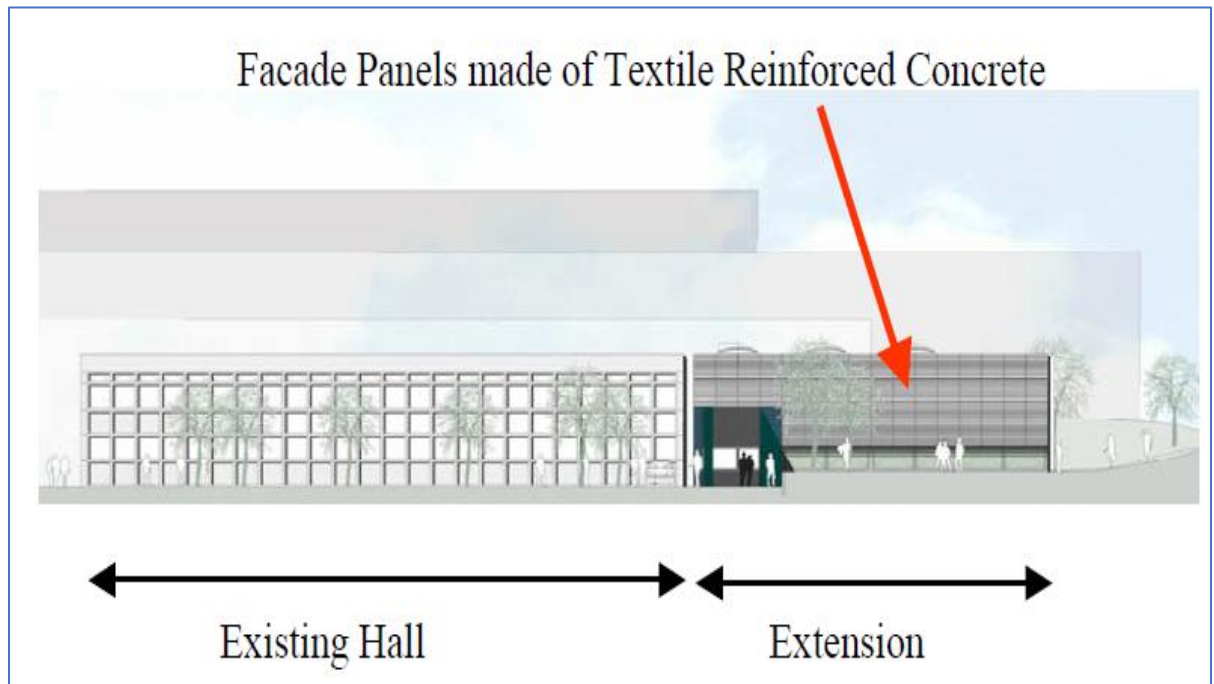 Facade Panels made of Textile Reinforced Concrete
Existing Hall
Extension